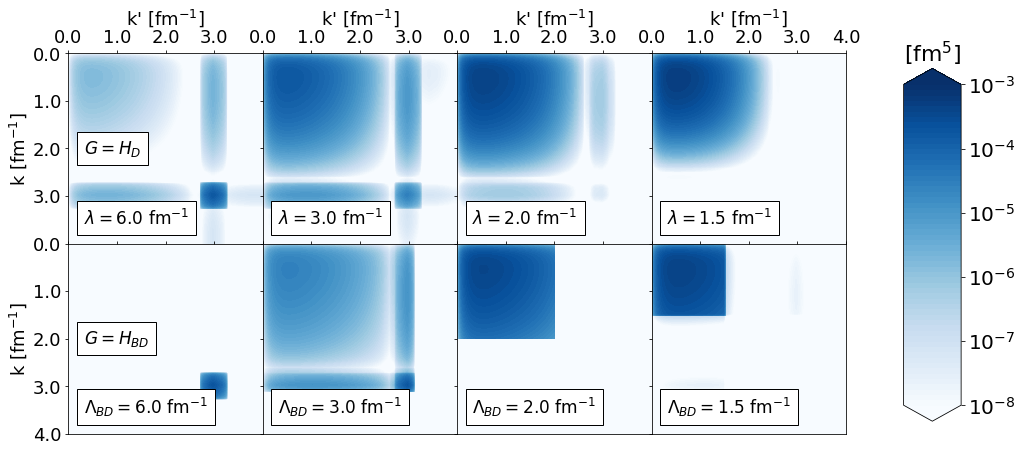 k' [fm⁻¹] k' [fm⁻¹] k' [fm⁻¹] k' [fm⁻¹]
0.0 1.0 2.0 3.0 0.0 1.0 2.0 3.0 0.0 1.0 2.0 3.0 0.0 1.0 2.0 3.0 4.0
[fm⁵]
k [fm⁻¹]
0.0
1.0
2.0
3.0
G = H_D
λ = 6.0 fm⁻¹
λ = 3.0 fm⁻¹
λ = 2.0 fm⁻¹
λ = 1.5 fm⁻¹
k [fm⁻¹]
0.0
1.0
2.0
3.0
4.0
G = H_BD
Λ_BD = 6.0 fm⁻¹
Λ_BD = 3.0 fm⁻¹
Λ_BD = 2.0 fm⁻¹
Λ_BD = 1.5 fm⁻¹
10⁻³
10⁻⁴
10⁻⁵
10⁻⁶
10⁻⁷
10⁻⁸